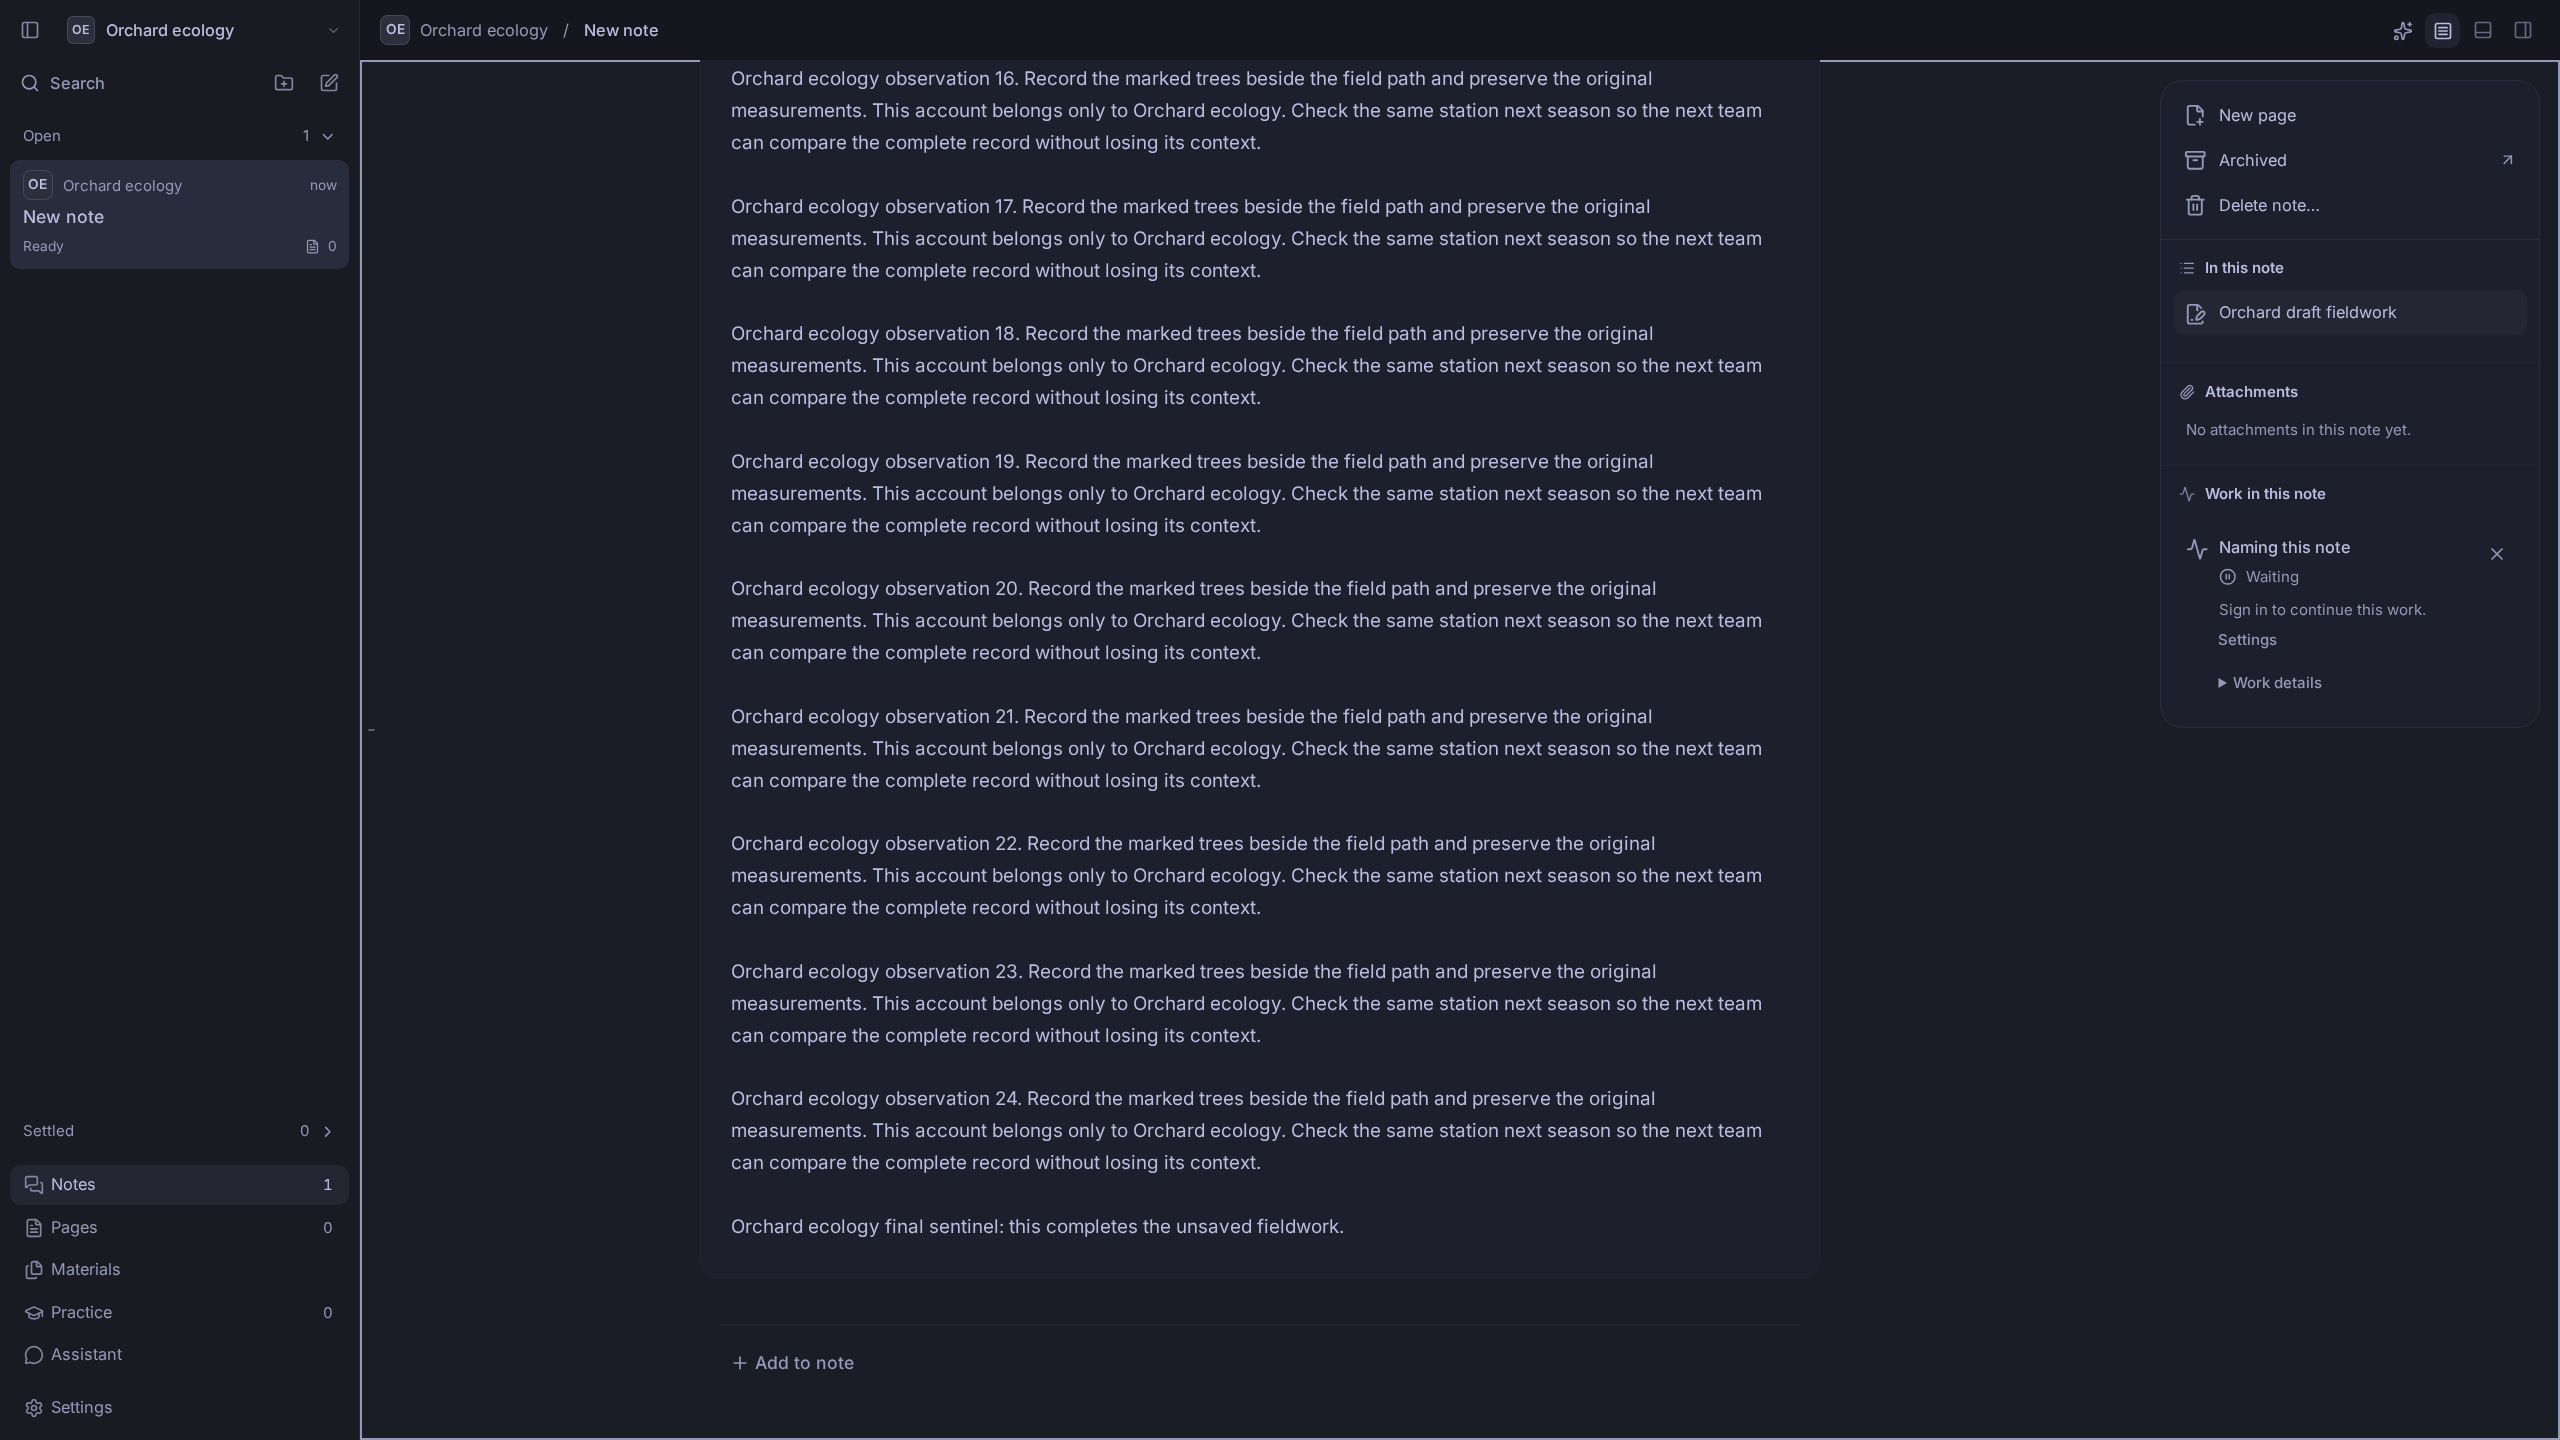 OE Orchard ecology
Search
Open 1
OE Orchard ecology now
New note
Ready 0
Settled 0
Notes 1
Pages 0
Materials
Practice 0
Assistant
Settings
OE Orchard ecology / New note
Orchard ecology observation 16. Record the marked trees beside the field path and preserve the original
measurements. This account belongs only to Orchard ecology. Check the same station next season so the next team
can compare the complete record without losing its context.
Orchard ecology observation 17. Record the marked trees beside the field path and preserve the original
measurements. This account belongs only to Orchard ecology. Check the same station next season so the next team
can compare the complete record without losing its context.
Orchard ecology observation 18. Record the marked trees beside the field path and preserve the original
measurements. This account belongs only to Orchard ecology. Check the same station next season so the next team
can compare the complete record without losing its context.
Orchard ecology observation 19. Record the marked trees beside the field path and preserve the original
measurements. This account belongs only to Orchard ecology. Check the same station next season so the next team
can compare the complete record without losing its context.
Orchard ecology observation 20. Record the marked trees beside the field path and preserve the original
measurements. This account belongs only to Orchard ecology. Check the same station next season so the next team
can compare the complete record without losing its context.
Orchard ecology observation 21. Record the marked trees beside the field path and preserve the original
measurements. This account belongs only to Orchard ecology. Check the same station next season so the next team
can compare the complete record without losing its context.
Orchard ecology observation 22. Record the marked trees beside the field path and preserve the original
measurements. This account belongs only to Orchard ecology. Check the same station next season so the next team
can compare the complete record without losing its context.
Orchard ecology observation 23. Record the marked trees beside the field path and preserve the original
measurements. This account belongs only to Orchard ecology. Check the same station next season so the next team
can compare the complete record without losing its context.
Orchard ecology observation 24. Record the marked trees beside the field path and preserve the original
measurements. This account belongs only to Orchard ecology. Check the same station next season so the next team
can compare the complete record without losing its context.
Orchard ecology final sentinel: this completes the unsaved fieldwork.
Add to note
New page
Archived
Delete note...
In this note
Orchard draft fieldwork
Attachments
No attachments in this note yet.
Work in this note
Naming this note
Waiting
Sign in to continue this work.
Settings
Work details